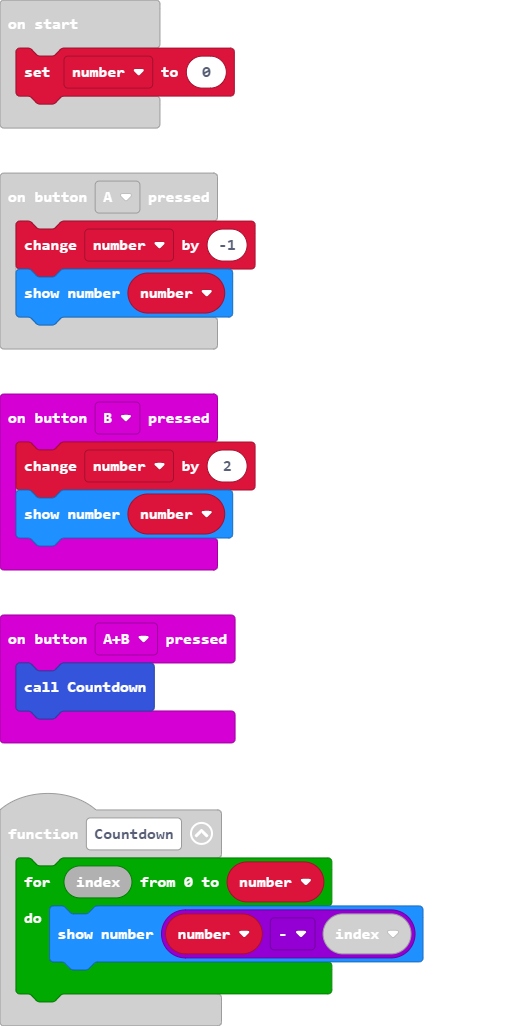 on start
set number to 0
on button A pressed
change number by -1
show number number
on button B pressed
change number by 2
show number number
on button A+B pressed
call Countdown
function Countdown
for index from 0 to number
do
show number number - index